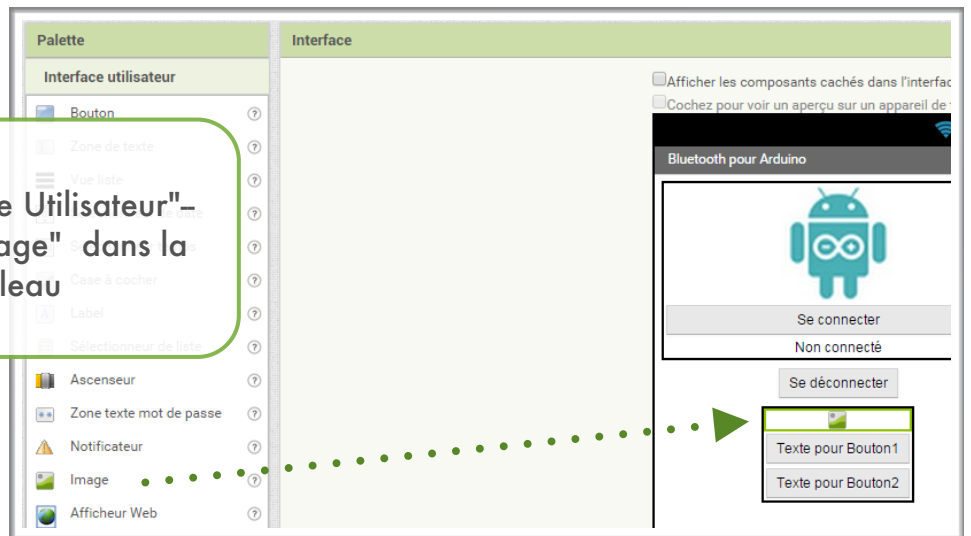 Palette
Interface
Interface utilisateur
Afficher les composants cachés dans l'interfac
Cochez pour voir un aperçu sur un appareil de
Bouton
Zone de texte
Vue liste
e Utilisateur"–
age" dans la
leau
Case à cocher
Label
Sélectionneur de liste
Ascenseur
Zone texte mot de passe
Notificateur
Image
Afficheur Web
Bluetooth pour Arduino
Se connecter
Non connecté
Se déconnecter
Texte pour Bouton1
Texte pour Bouton2